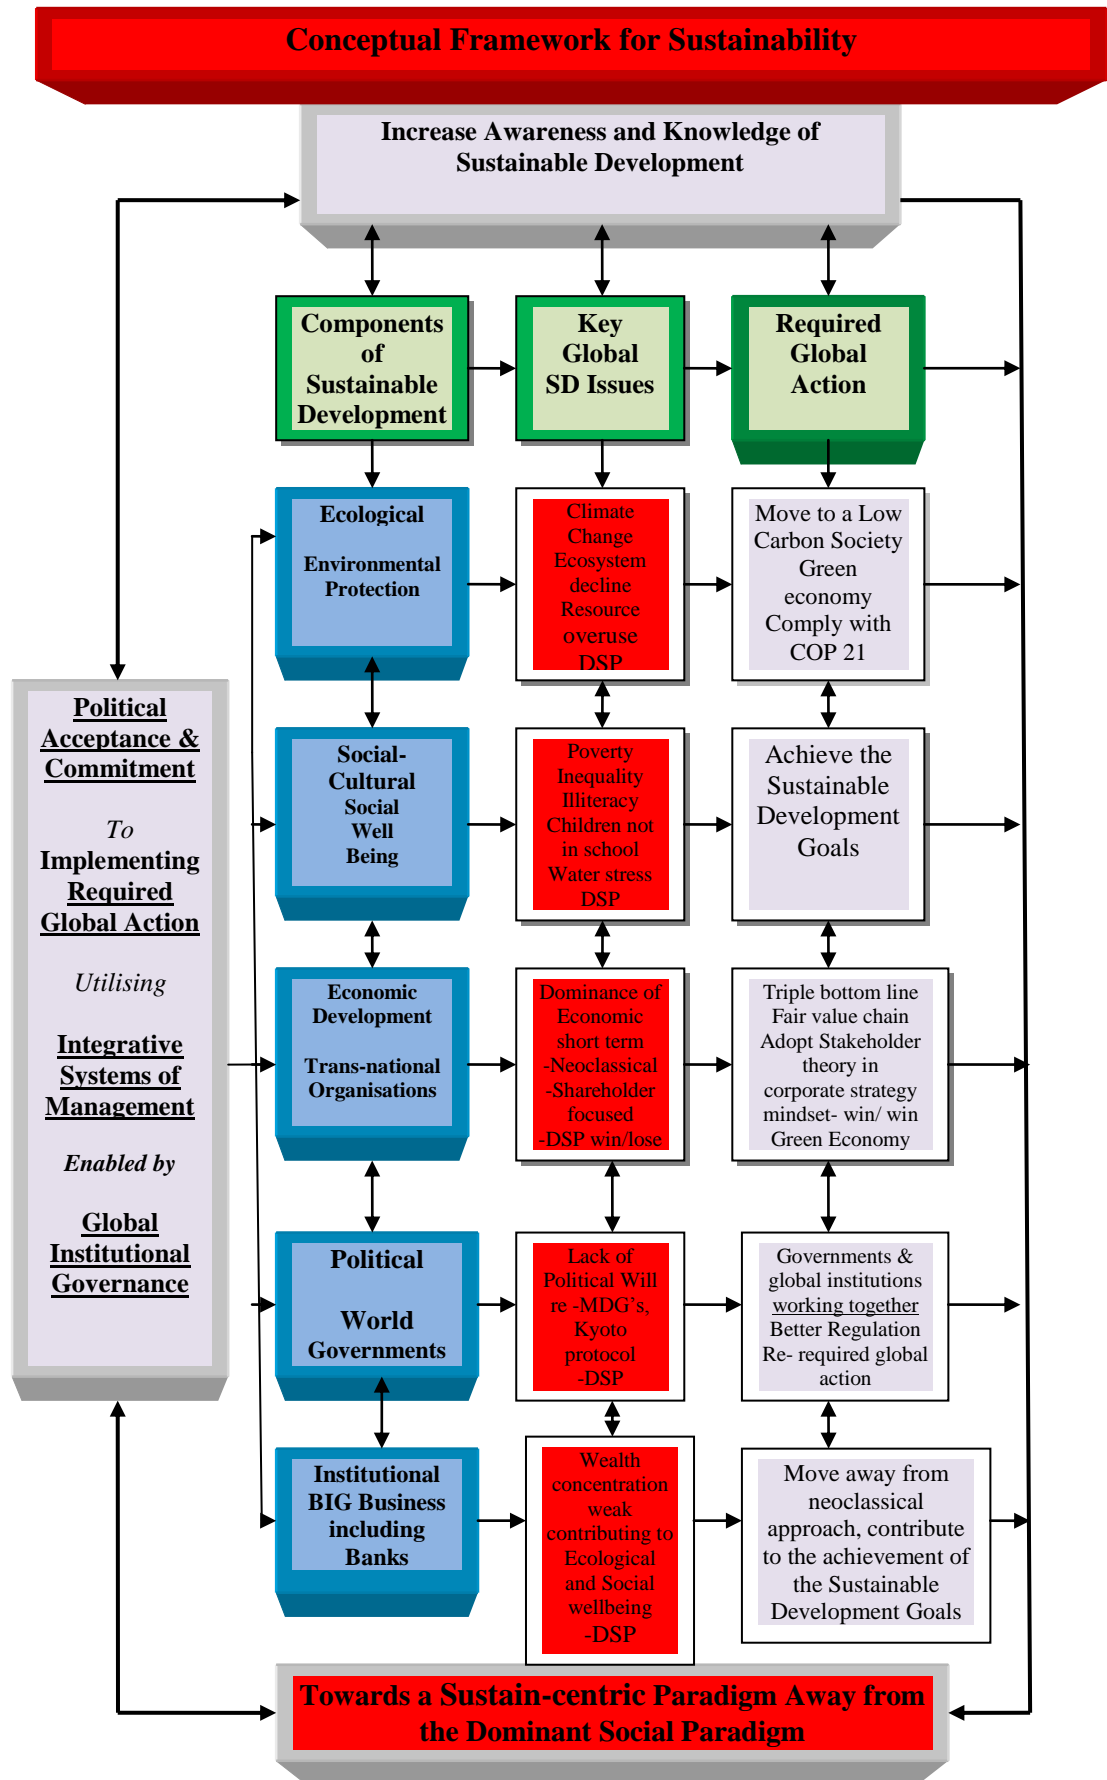 Conceptual Framework for Sustainability
Increase Awareness and Knowledge of
Sustainable Development
Components
of
Sustainable
Development
Key
Global
SD Issues
Required
Global
Action
Ecological
Environmental
Protection
Climate
Change
Ecosystem
decline
Resource
overuse
DSP
Move to a Low
Carbon Society
Green
economy
Comply with
COP 21
Political
Acceptance &
Commitment
To
Implementing
Required
Global Action
Utilising
Integrative
Systems of
Management
Enabled by
Global
Institutional
Governance
Social-
Cultural
Social
Well
Being
Poverty
Inequality
Illiteracy
Children not
in school
Water stress
DSP
Achieve the
Sustainable
Development
Goals
Economic
Development
Trans-national
Organisations
Dominance of
Economic
short term
-Neoclassical
-Shareholder
focused
-DSP win/lose
Triple bottom line
Fair value chain
Adopt Stakeholder
theory in
corporate strategy
mindset- win/ win
Green Economy
Political
World
Governments
Lack of
Political Will
re -MDG's,
Kyoto
protocol
-DSP
Governments &
global institutions
working together
Better Regulation
Re- required global
action
Institutional
BIG Business
including
Banks
Wealth
concentration
weak
contributing to
Ecological
and Social
wellbeing
-DSP
Move away from
neoclassical
approach, contribute
to the achievement of
the Sustainable
Development Goals
Towards a Sustain-centric Paradigm Away from
the Dominant Social Paradigm